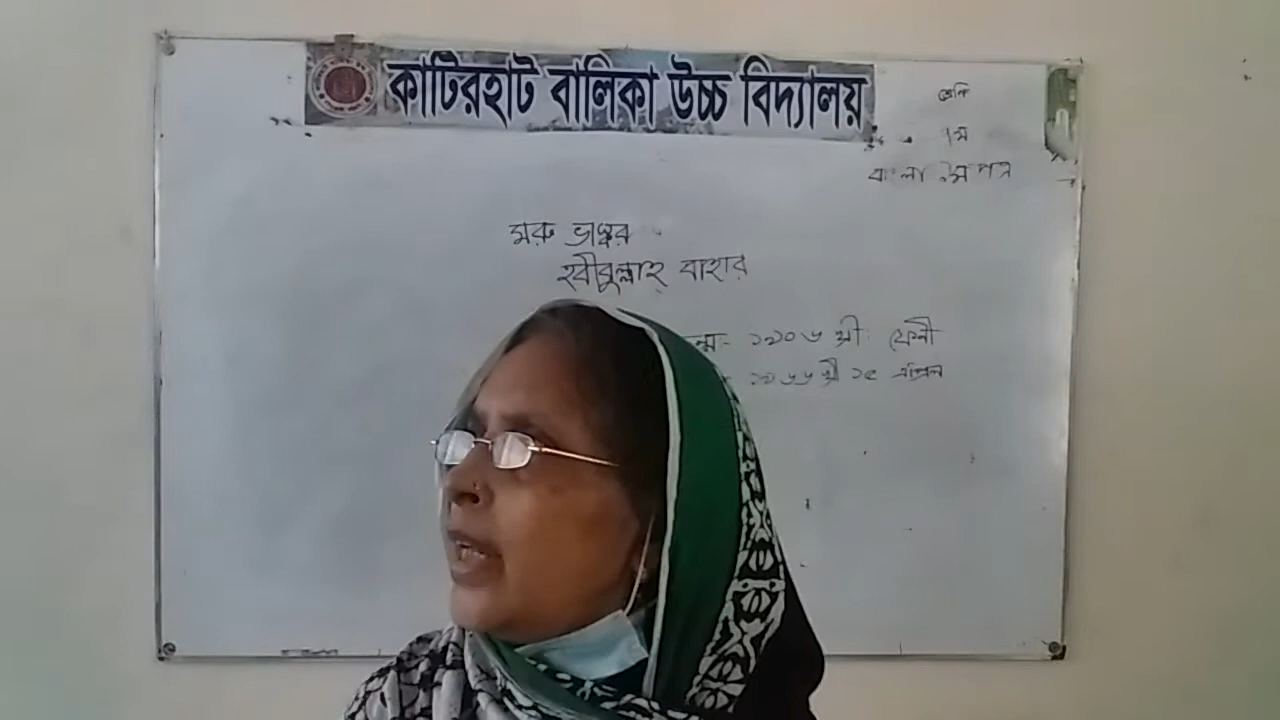 কাটিরহাট বালিকা উচ্চ বিদ্যালয়
শ্রেণি
বাংলা ১ম পত্র
মরু ভাস্কর
হবীবুল্লাহ্ বাহার
১৯০৬ খ্রী: ফেনী
১৯৬৬ খ্রী ১৫ এপ্রিল